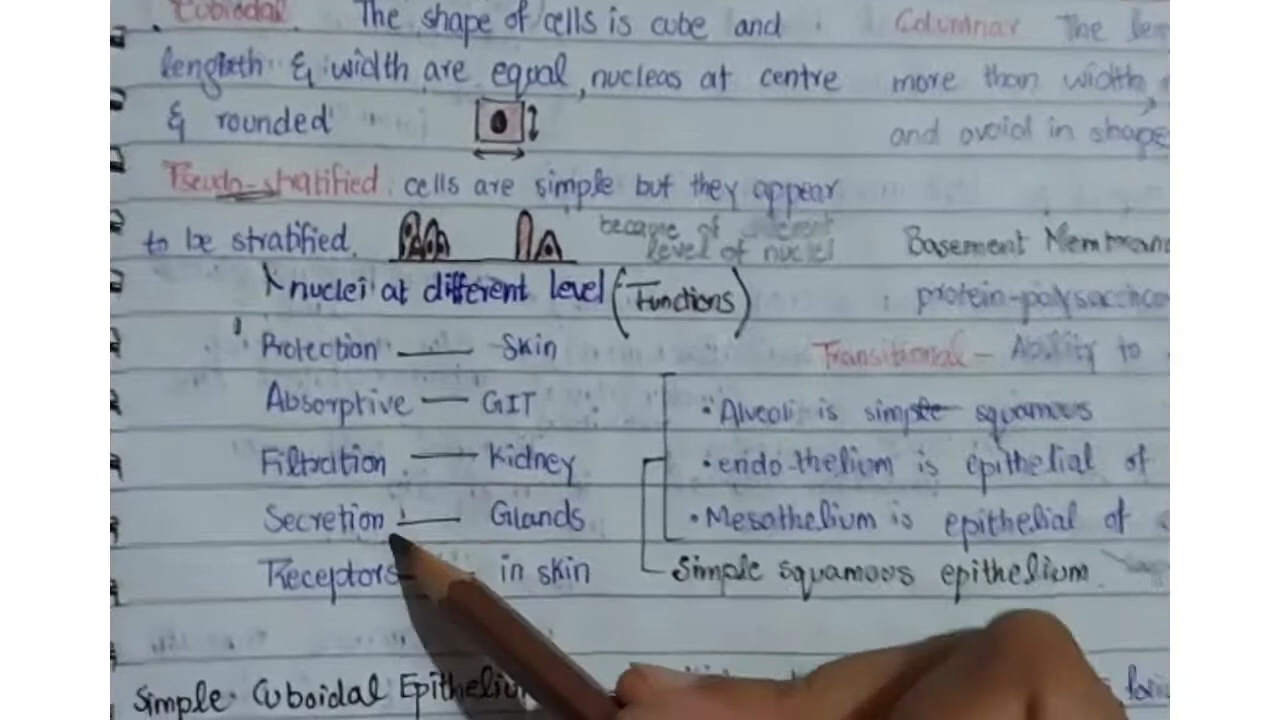 Cubiodal The shape of cells is cube and
length & width are equal, nucleas at centre
& rounded
Pseudo-stratified cells are simple but they appear
to be stratified. because of different
level of nuclei
nuclei at different level (Functions)
Protection — Skin
Absorptive — GIT
Filtration — Kidney
Secretion — Glands
Receptors — in skin
Columnar The
more than width
and ovoid in shape
Basement
protein-
Transitional - Ability to
Alveoli is simple squamous
endo-thelium is epithelial of
Mesothelium is epithelial of
Simple squamous epithelium
Simple Cuboidal